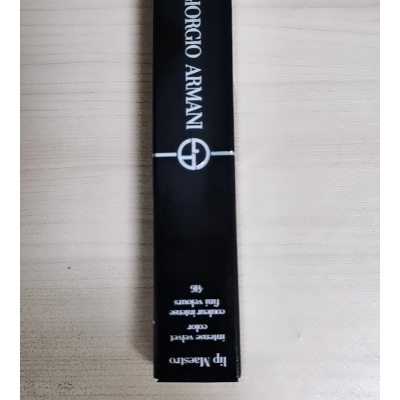 GIORGIO ARMANI
lip Maestro
intense velvet
color
couleur intense
fini velours
416